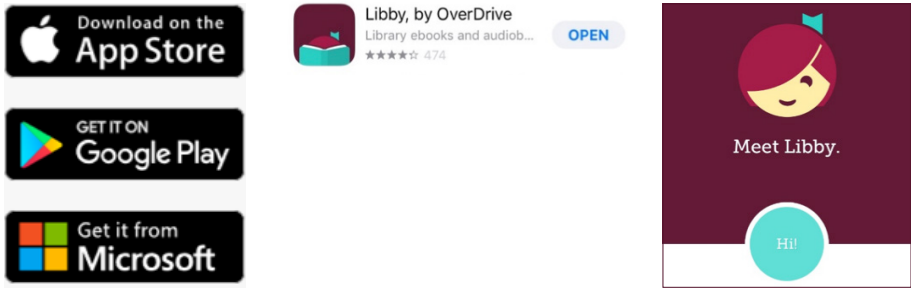 Download on the
App Store
GET IT ON
Google Play
Get it from
Microsoft
Libby, by OverDrive
Library ebooks and audiob...
OPEN
★★★★☆ 474
Meet Libby.
Hi!